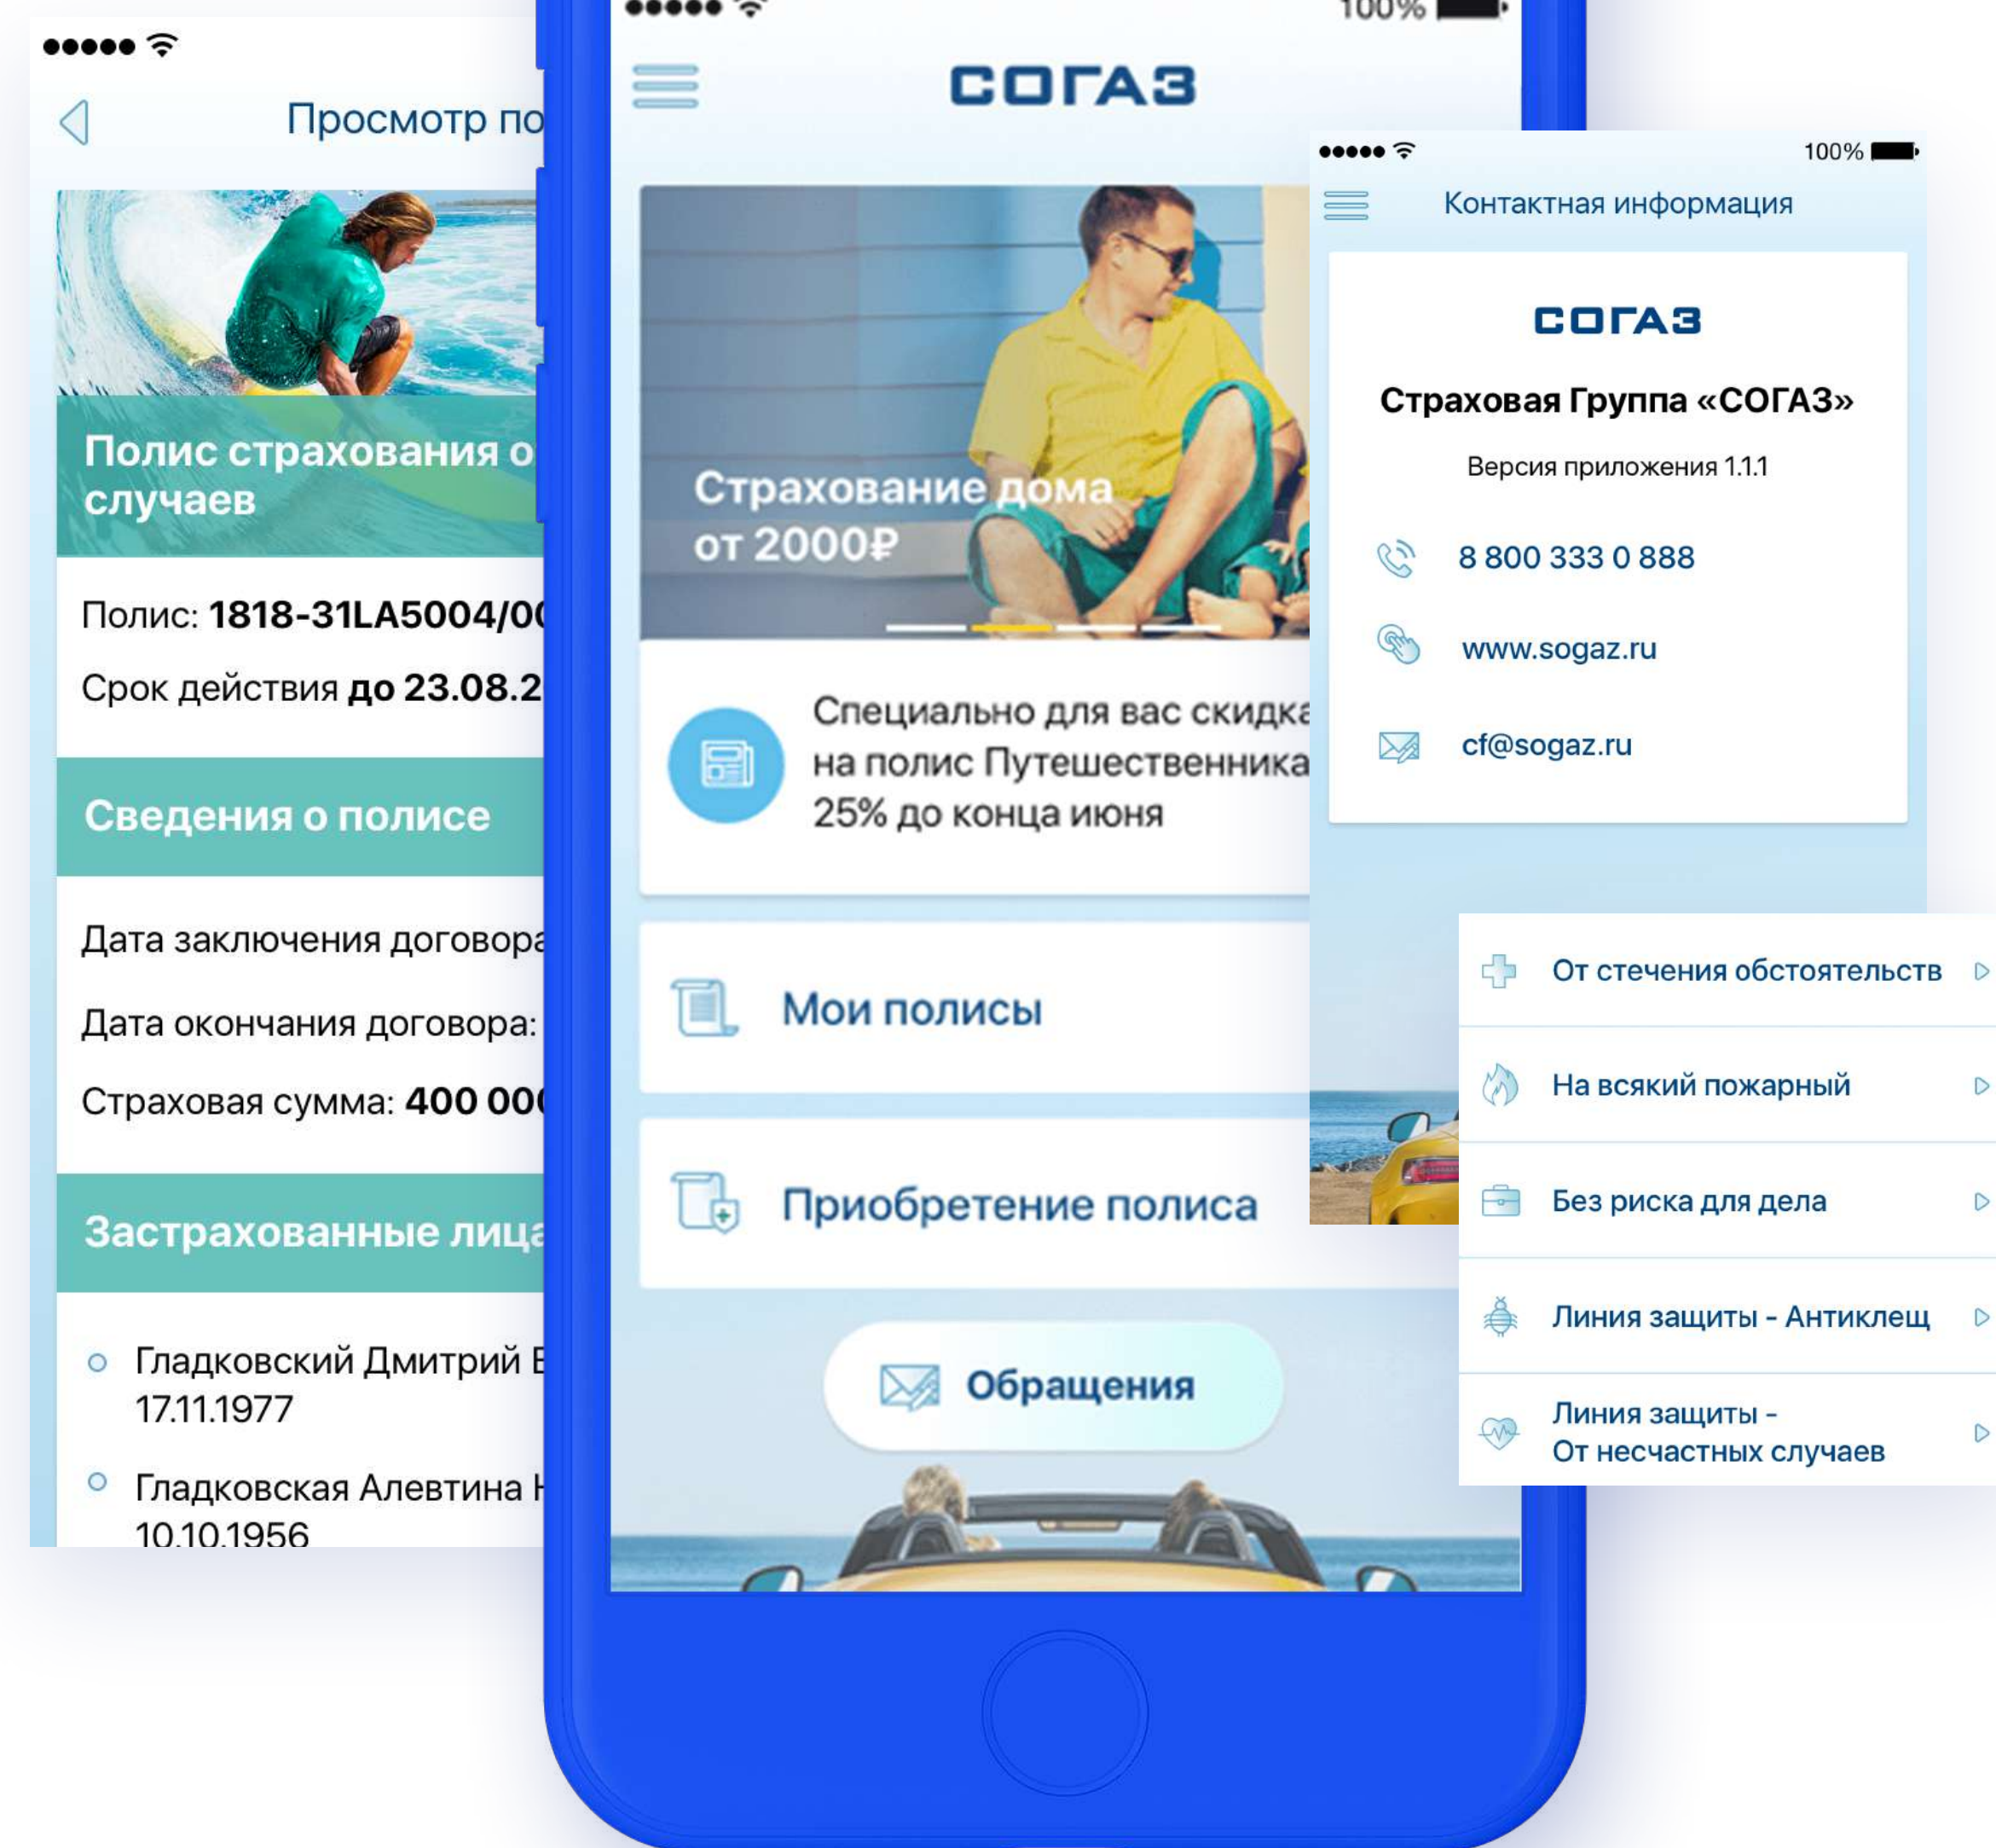 Просмотр по
Полис страхования о
случаев
Полис: 1818-31LA5004/00
Срок действия до 23.08.2
Сведения о полисе
Дата заключения договора
Дата окончания договора:
Страховая сумма: 400 000
Застрахованные лица
Гладковский Дмитрий В
17.11.1977
Гладковская Алевтина Н
10.10.1956
100%
СОГАЗ
Страхование дома
от 2000₽
Специально для вас скидка
на полис Путешественника
25% до конца июня
Мои полисы
Приобретение полиса
Обращения
100%
Контактная информация
СОГАЗ
Страховая Группа «СОГАЗ»
Версия приложения 1.1.1
8 800 333 0 888
www.sogaz.ru
cf@sogaz.ru
От стечения обстоятельств
На всякий пожарный
Без риска для дела
Линия защиты - Антиклещ
Линия защиты -
От несчастных случаев